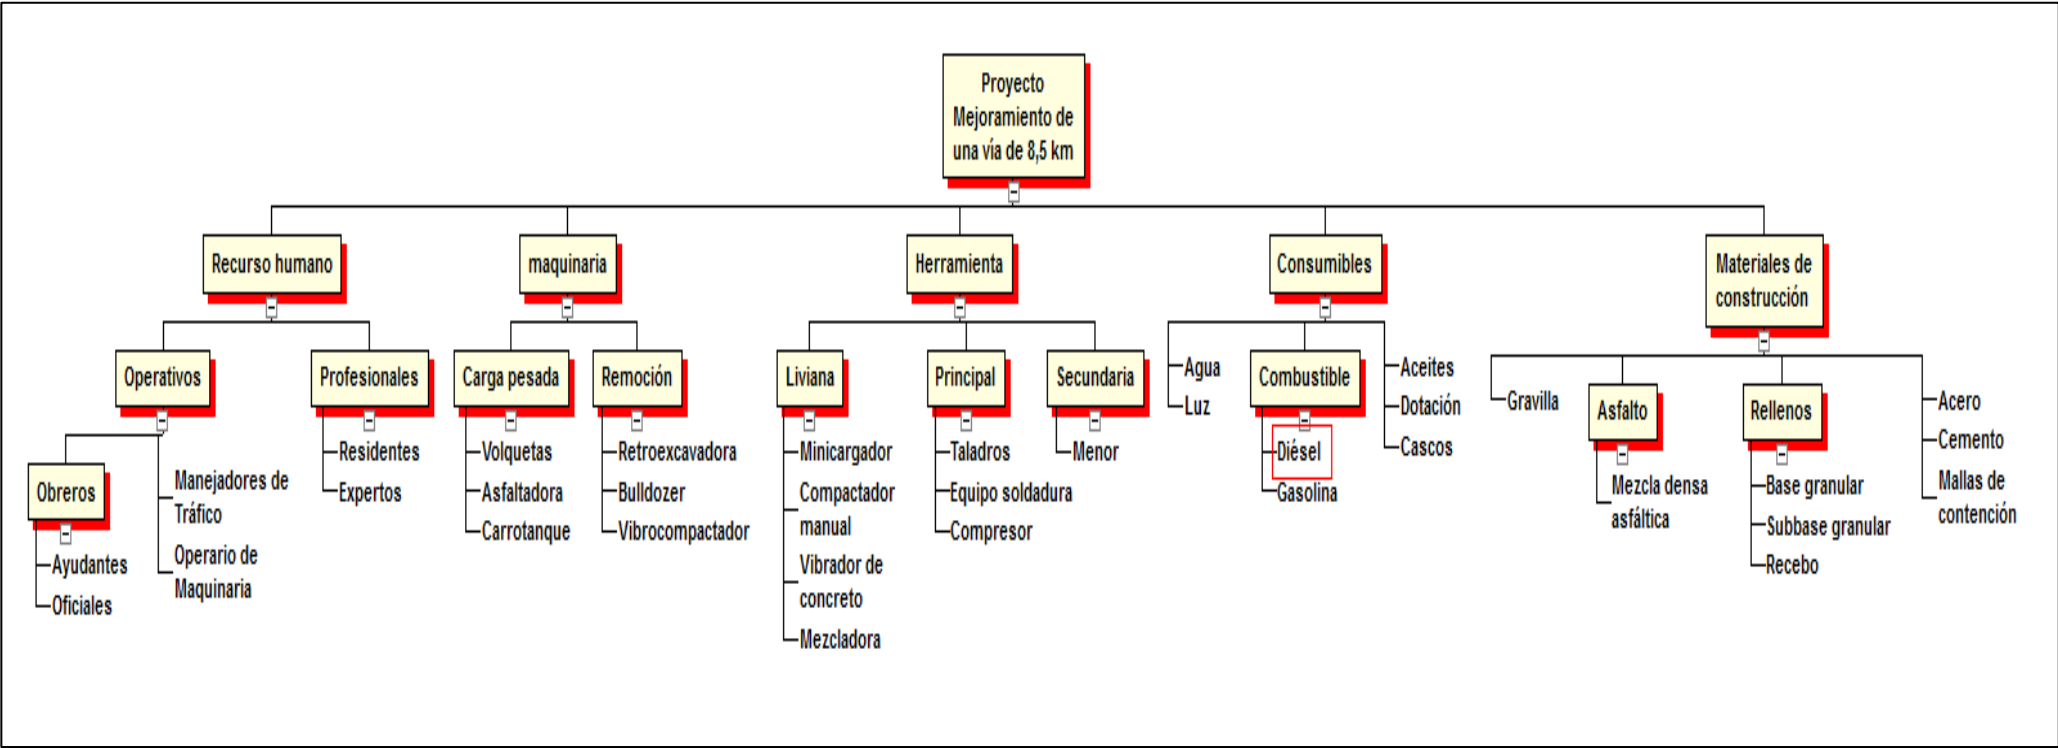 Proyecto
Mejoramiento de
una vía de 8,5 km
Recurso humano
maquinaria
Herramienta
Consumibles
Materiales de
construcción
Operativos
Profesionales
Carga pesada
Remoción
Liviana
Principal
Secundaria
Agua
Luz
Combustible
Aceites
Dotación
Cascos
Gravilla
Asfalto
Rellenos
Acero
Cemento
Mallas de
contención
Obreros
Ayudantes
Oficiales
Manejadores de
Tráfico
Operario de
Maquinaria
Residentes
Expertos
Volquetas
Asfaltadora
Carrotanque
Retroexcavadora
Bulldozer
Vibrocompactador
Minicargador
Compactador
manual
Vibrador de
concreto
Mezcladora
Taladros
Equipo soldadura
Compresor
Menor
Diésel
Gasolina
Mezcla densa
asfáltica
Base granular
Subbase granular
Recebo